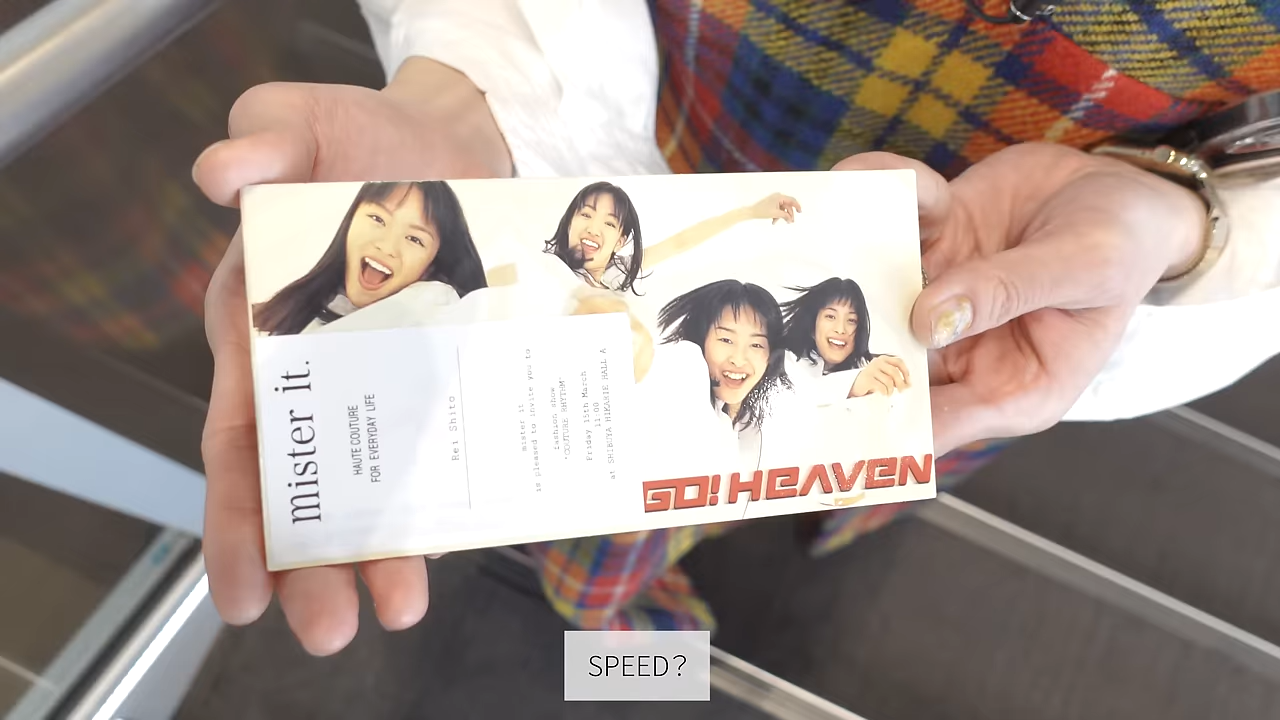 mister it.
HAUTE COUTURE
FOR EVERYDAY LIFE
Rei Shito
mister it
is pleased to invite you to
fashion show
"COUTURE RHYTHM"
Friday 15th March
11:00
at SHIBUYA HIKARIE HALL A
GO! HEAVEN
SPEED?